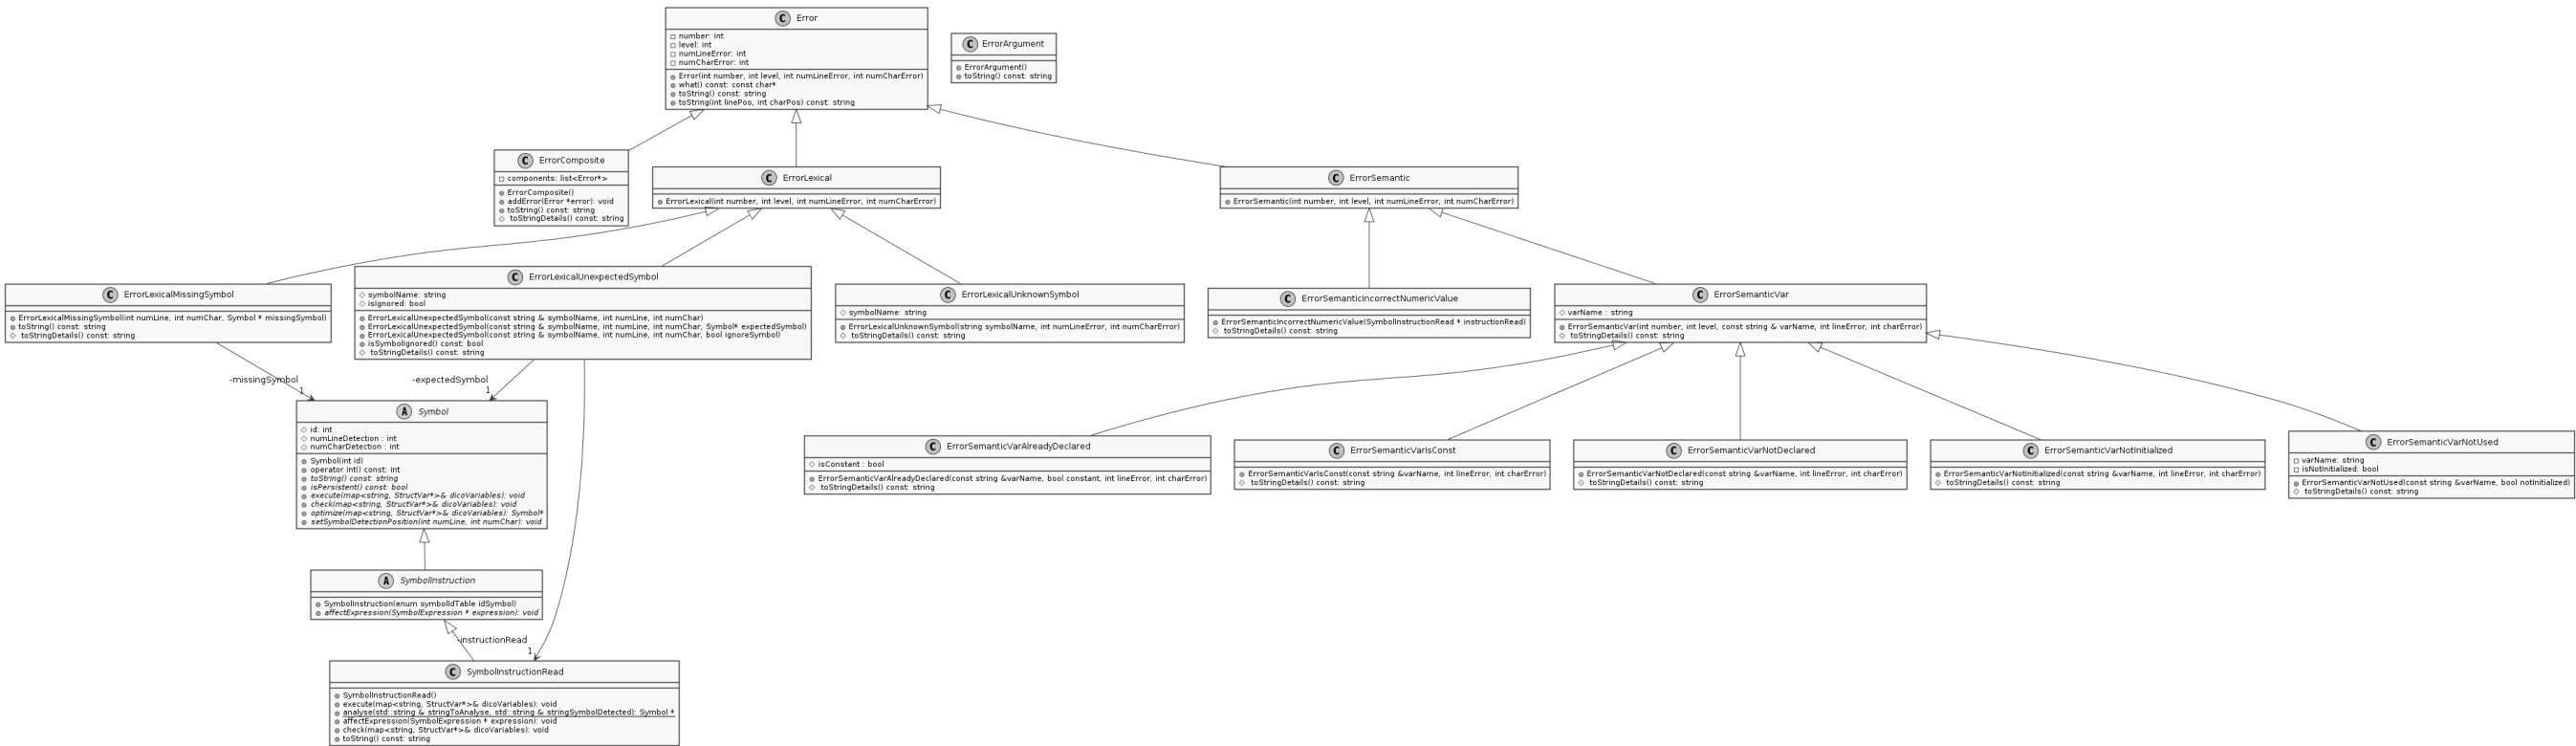 C Error
number: int
level: int
numLineError: int
numCharError: int
Error(int number, int level, int numLineError, int numCharError)
what() const: const char*
toString() const: string
toString(int linePos, int charPos) const: string
C ErrorArgument
ErrorArgument()
toString() const: string
C ErrorComposite
components: list<Error*>
ErrorComposite()
addError(Error *error): void
toString() const: string
toStringDetails() const: string
C ErrorLexical
ErrorLexical(int number, int level, int numLineError, int numCharError)
C ErrorSemantic
ErrorSemantic(int number, int level, int numLineError, int numCharError)
C ErrorLexicalMissingSymbol
ErrorLexicalMissingSymbol(int numLine, int numChar, Symbol * missingSymbol)
toString() const: string
toStringDetails() const: string
C ErrorLexicalUnexpectedSymbol
symbolName: string
isIgnored: bool
ErrorLexicalUnexpectedSymbol(const string & symbolName, int numLine, int numChar)
ErrorLexicalUnexpectedSymbol(const string & symbolName, int numLine, int numChar, Symbol* expectedSymbol)
ErrorLexicalUnexpectedSymbol(const string & symbolName, int numLine, int numChar, bool ignoreSymbol)
isSymbolIgnored() const: bool
toStringDetails() const: string
C ErrorLexicalUnknownSymbol
symbolName: string
ErrorLexicalUnknownSymbol(string symbolName, int numLineError, int numCharError)
toStringDetails() const: string
C ErrorSemanticIncorrectNumericValue
ErrorSemanticIncorrectNumericValue(SymbolInstructionRead * instructionRead)
toStringDetails() const: string
C ErrorSemanticVar
varName : string
ErrorSemanticVar(int number, int level, const string & varName, int lineError, int charError)
toStringDetails() const: string
-missingSymbol
1
-expectedSymbol
1
A Symbol
id: int
numLineDetection : int
numCharDetection : int
Symbol(int id)
operator int() const: int
toString() const: string
isPersistent() const: bool
execute(map<string, StructVar*>& dicoVariables): void
check(map<string, StructVar*>& dicoVariables): void
optimize(map<string, StructVar*>& dicoVariables): Symbol*
setSymbolDetectionPosition(int numLine, int numChar): void
C ErrorSemanticVarAlreadyDeclared
isConstant : bool
ErrorSemanticVarAlreadyDeclared(const string &varName, bool constant, int lineError, int charError)
toStringDetails() const: string
C ErrorSemanticVarIsConst
ErrorSemanticVarIsConst(const string &varName, int lineError, int charError)
toStringDetails() const: string
C ErrorSemanticVarNotDeclared
ErrorSemanticVarNotDeclared(const string &varName, int lineError, int charError)
toStringDetails() const: string
C ErrorSemanticVarNotInitialized
ErrorSemanticVarNotInitialized(const string &varName, int lineError, int charError)
toStringDetails() const: string
C ErrorSemanticVarNotUsed
varName: string
isNotInitialized: bool
ErrorSemanticVarNotUsed(const string &varName, bool notInitialized)
toStringDetails() const: string
A SymbolInstruction
SymbolInstruction(enum symbolIdTable idSymbol)
affectExpression(SymbolExpression * expression): void
-instructionRead
1
C SymbolInstructionRead
SymbolInstructionRead()
execute(map<string, StructVar*>& dicoVariables): void
analyse(std::string & stringToAnalyse, std::string & stringSymbolDetected): Symbol *
affectExpression(SymbolExpression * expression): void
check(map<string, StructVar*>& dicoVariables): void
toString() const: string